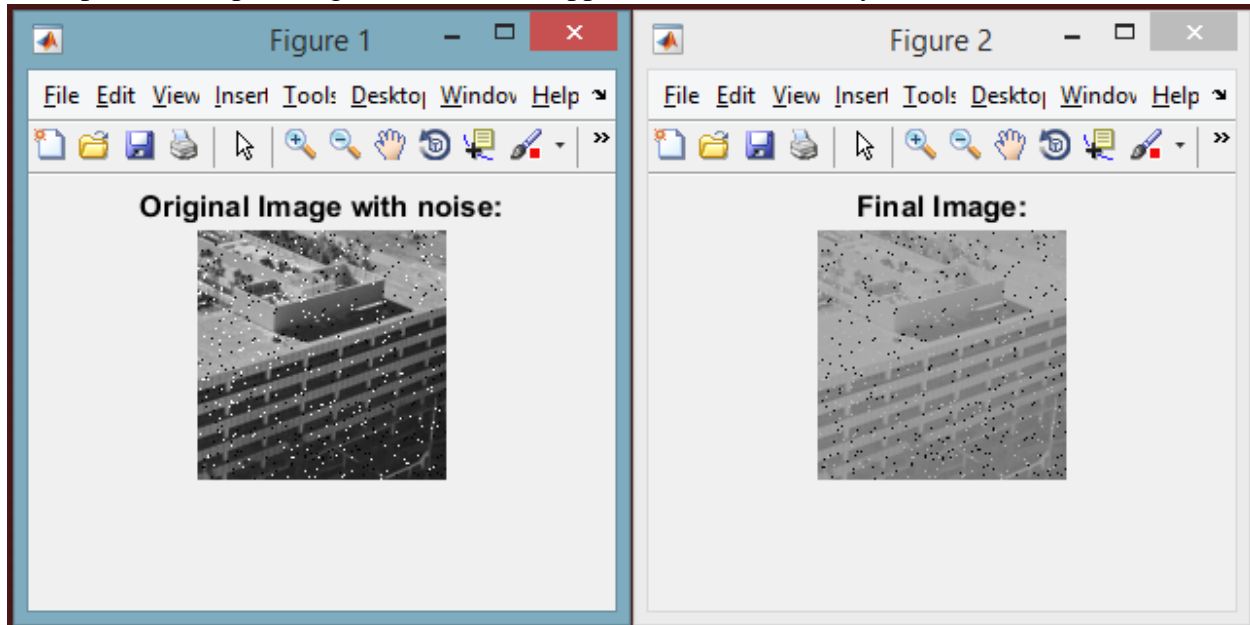 Figure 1
File Edit View Insert Tools Desktop Window Help
Original Image with noise:
Figure 2
File Edit View Insert Tools Desktop Window Help
Final Image: